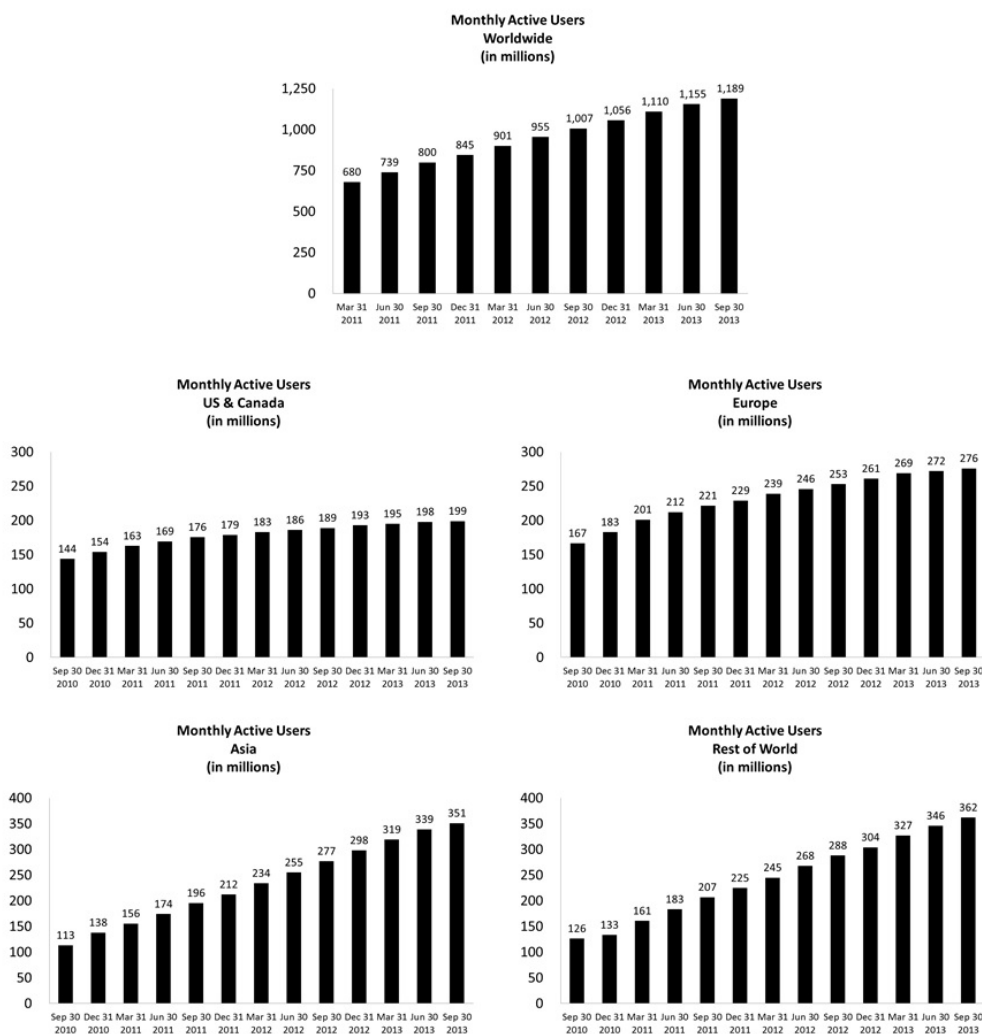 Monthly Active Users
Worldwide
(in millions)
1,250
1,000
750
500
250
0
680 739 800 845 901 955 1,007 1,056 1,110 1,155 1,189
Mar 31 Jun 30 Sep 30 Dec 31 Mar 31 Jun 30 Sep 30 Dec 31 Mar 31 Jun 30 Sep 30
2011 2011 2011 2011 2012 2012 2012 2012 2013 2013 2013
Monthly Active Users
US & Canada
(in millions)
300
250
200
150
100
50
0
144 154 163 169 176 179 183 186 189 193 195 198 199
Sep 30 Dec 31 Mar 31 Jun 30 Sep 30 Dec 31 Mar 31 Jun 30 Sep 30 Dec 31 Mar 31 Jun 30 Sep 30
2010 2010 2011 2011 2011 2011 2012 2012 2012 2012 2013 2013 2013
Monthly Active Users
Europe
(in millions)
300
250
200
150
100
50
0
167 183 201 212 221 229 239 246 253 261 269 272 276
Sep 30 Dec 31 Mar 31 Jun 30 Sep 30 Dec 31 Mar 31 Jun 30 Sep 30 Dec 31 Mar 31 Jun 30 Sep 30
2010 2010 2011 2011 2011 2011 2012 2012 2012 2012 2013 2013 2013
Monthly Active Users
Asia
(in millions)
400
350
300
250
200
150
100
50
0
113 138 156 174 196 212 234 255 277 298 319 339 351
Sep 30 Dec 31 Mar 31 Jun 30 Sep 30 Dec 31 Mar 31 Jun 30 Sep 30 Dec 31 Mar 31 Jun 30 Sep 30
2010 2010 2011 2011 2011 2011 2012 2012 2012 2012 2013 2013 2013
Monthly Active Users
Rest of World
(in millions)
400
350
300
250
200
150
100
50
0
126 133 161 183 207 225 245 268 288 304 327 346 362
Sep 30 Dec 31 Mar 31 Jun 30 Sep 30 Dec 31 Mar 31 Jun 30 Sep 30 Dec 31 Mar 31 Jun 30 Sep 30
2010 2010 2011 2011 2011 2011 2012 2012 2012 2012 2013 2013 2013